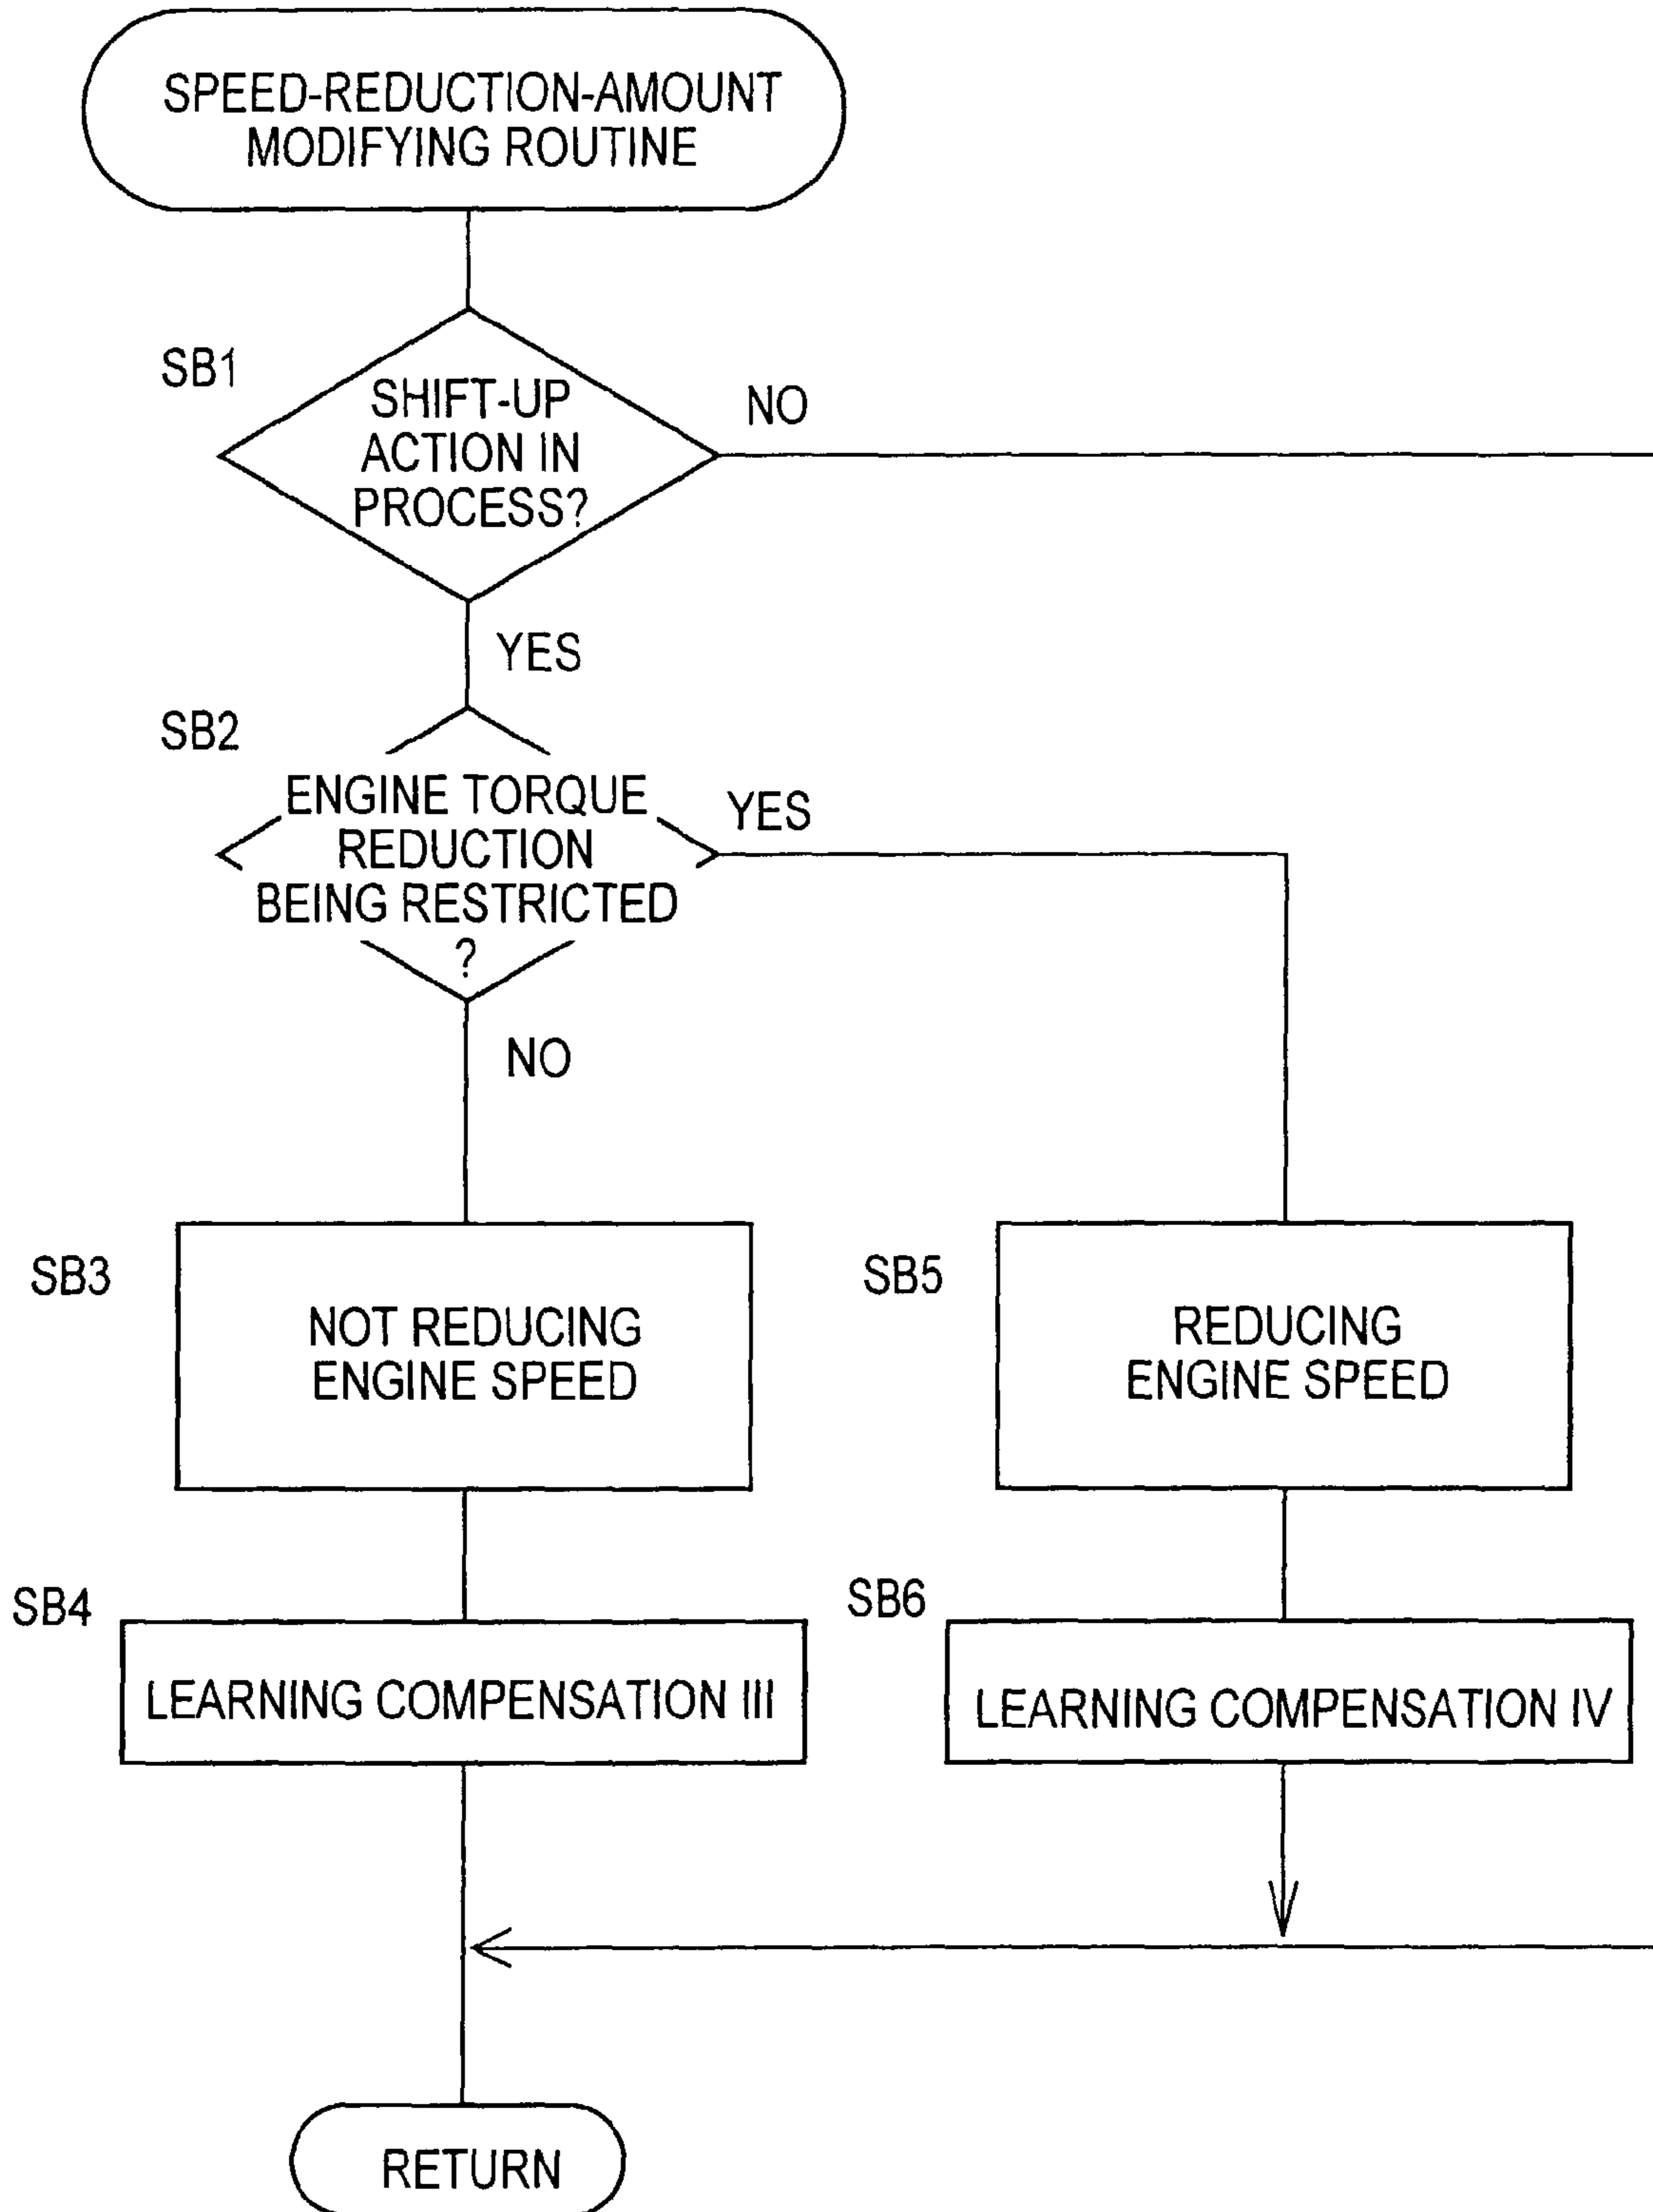 SPEED-REDUCTION-AMOUNT
MODIFYING ROUTINE
SB1
SHIFT-UP
ACTION IN
PROCESS?
NO
YES
SB2
ENGINE TORQUE
REDUCTION
BEING RESTRICTED
?
YES
NO
SB3
NOT REDUCING
ENGINE SPEED
SB5
REDUCING
ENGINE SPEED
SB4
LEARNING COMPENSATION III
SB6
LEARNING COMPENSATION IV
RETURN